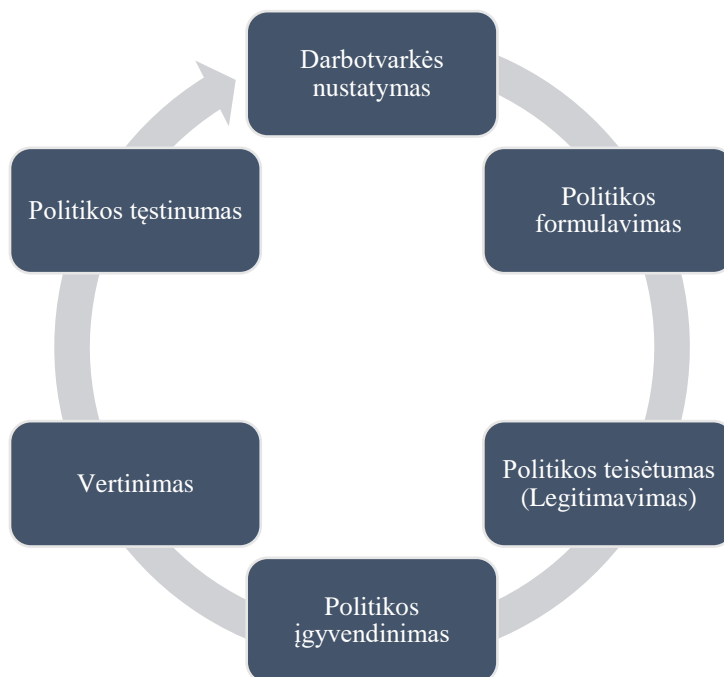 Darbotvarkės
nustatymas
Politikos
formulavimas
Politikos teisėtumas
(Legitimavimas)
Politikos
įgyvendinimas
Vertinimas
Politikos tęstinumas